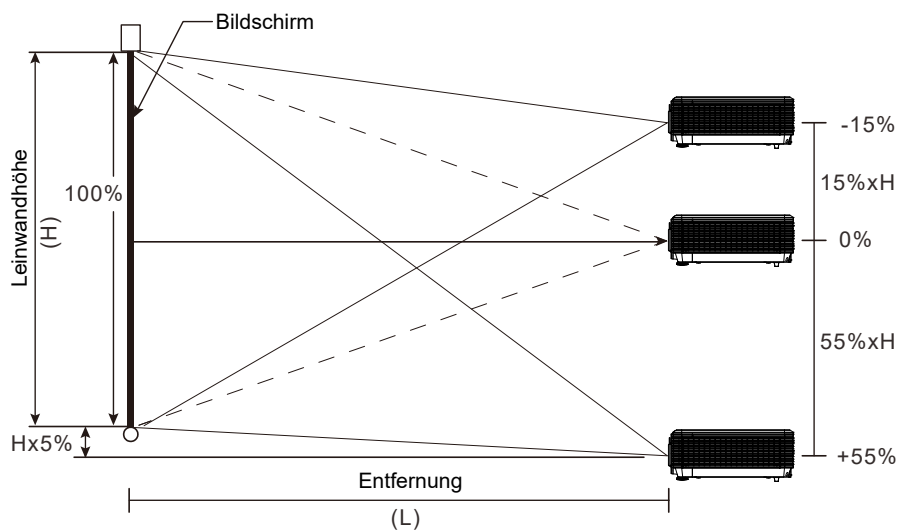 Bildschirm
Leinwandhöhe
(H)
100%
-15%
15%xH
0%
55%xH
+55%
Hx5%
Entfernung
(L)